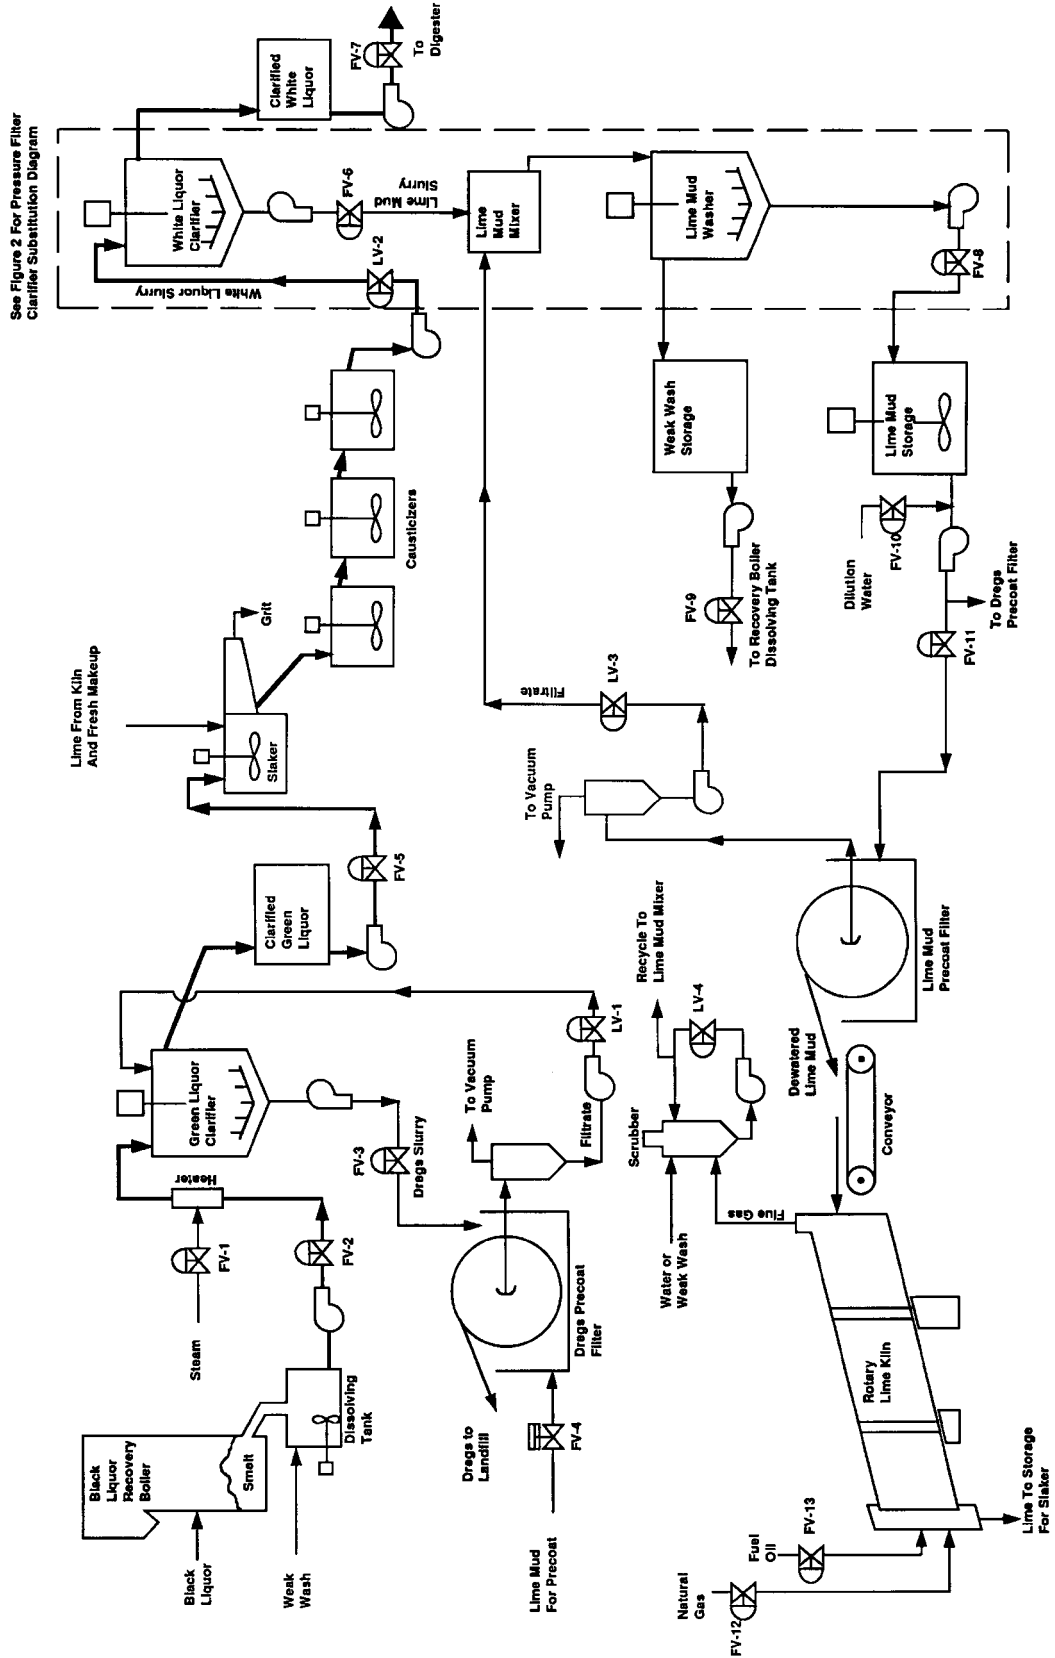 See Figure 2 For Pressure Filter
Clarifier Substitution Diagram
Black
Liquor
Recovery
Boiler
Smelt
Black
Liquor
Weak
Wash
Dissolving
Tank
Steam
FV-1
FV-2
Heater
Green Liquor
Clarifier
Clarified
Green
Liquor
FV-5
Lime From Kiln
And Fresh Makeup
Slaker
Grit
Causticizers
White Liquor Slurry
LV-2
White Liquor
Clarifier
Clarified
White
Liquor
FV-7
To
Digester
FV-6
Lime Mud
Slurry
Lime
Mud
Mixer
Lime Mud
Washer
FV-8
FV-3
Dregs Slurry
To Vacuum
Pump
Filtrate
LV-1
Dregs Precoat
Filter
Dregs to
Landfill
FV-4
Lime Mud
For Precoat
Weak Wash
Storage
FV-9
To Recovery Boiler
Dissolving Tank
Lime Mud
Storage
Dilution
Water
FV-10
To Dregs
Precoat Filter
FV-11
Filtrate
LV-3
To Vacuum
Pump
Lime Mud
Precoat Filter
Dewatered
Lime Mud
Conveyor
Recycle To
Lime Mud Mixer
LV-4
Scrubber
Water or
Weak Wash
Flue Gas
Rotary
Lime Kiln
Fuel
Oil
FV-13
Natural
Gas
FV-12
Lime To Storage
For Slaker